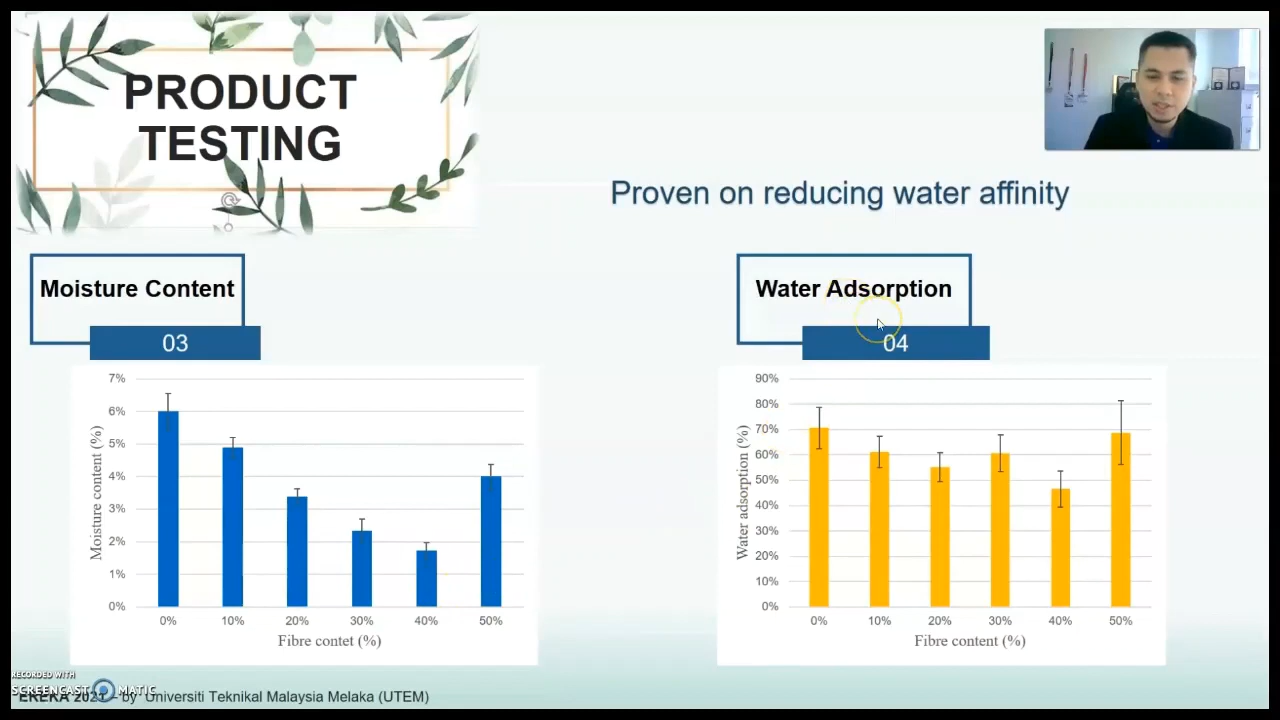 PRODUCT
TESTING
Proven on reducing water affinity
Moisture Content
03
Water Adsorption
04
7%
6%
5%
4%
3%
2%
1%
0%
Moisture content (%)
0%
10%
20%
30%
40%
50%
Fibre contet (%)
90%
80%
70%
60%
50%
40%
30%
20%
10%
0%
Water adsorption (%)
0%
10%
20%
30%
40%
50%
Fibre content (%)
RECORDED WITH
SCREENCAST MATIC
EREKA 2021 - by Universiti Teknikal Malaysia Melaka (UTEM)